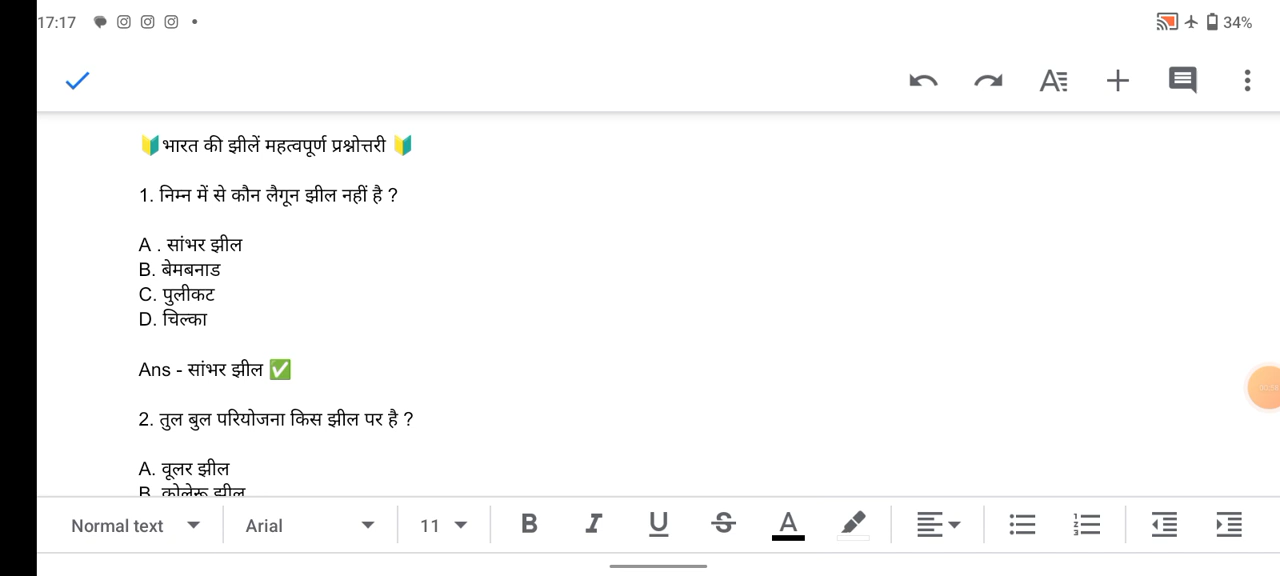 17:17
34%
🔰भारत की झीलें महत्वपूर्ण प्रश्नोत्तरी 🔰
1. निम्न में से कौन लैगून झील नहीं है ?
A . सांभर झील
B. बेमबनाड
C. पुलीकट
D. चिल्का
Ans - सांभर झील ✅
2. तुल बुल परियोजना किस झील पर है ?
A. वूलर झील
B. कोलेरू झील
Normal text Arial 11 B I U S A